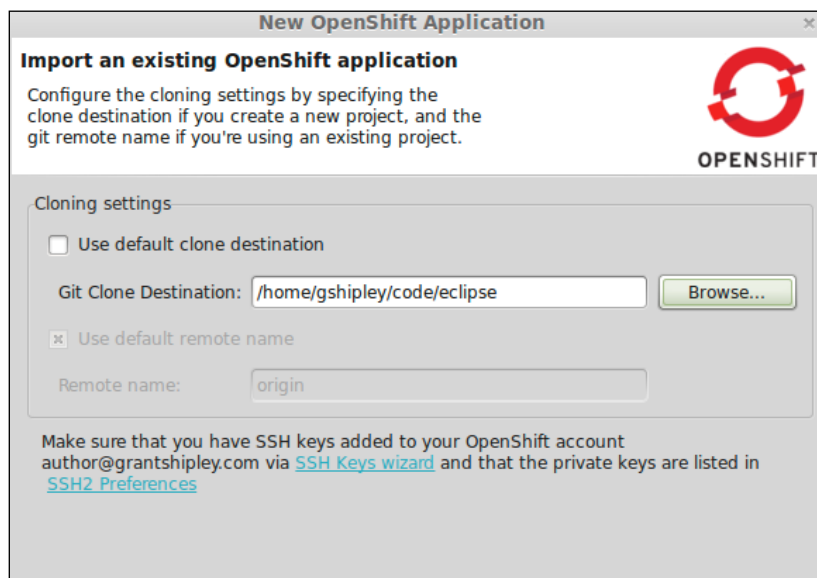 New OpenShift Application
Import an existing OpenShift application
Configure the cloning settings by specifying the
clone destination if you create a new project, and the
git remote name if you're using an existing project.
OPENSHIFT
Cloning settings
Use default clone destination
Git Clone Destination: /home/gshipley/code/eclipse Browse...
Use default remote name
Remote name: origin
Make sure that you have SSH keys added to your OpenShift account
author@grantshipley.com via SSH Keys wizard and that the private keys are listed in
SSH2 Preferences